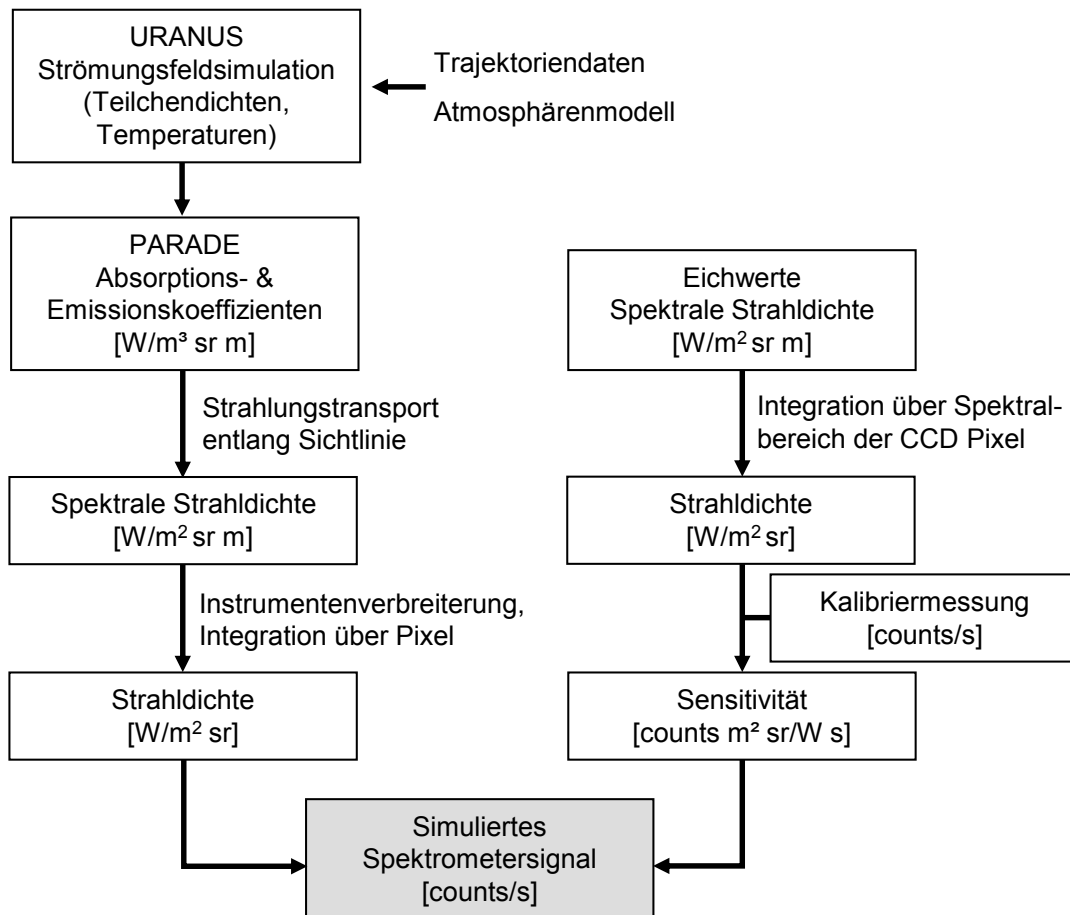 URANUS
Strömungsfeldsimulation
(Teilchendichten,
Temperaturen)
Trajektoriendaten
Atmosphärenmodell
PARADE
Absorptions- &
Emissionskoeffizienten
[W/m³ sr m]
Strahlungstransport
entlang Sichtlinie
Spektrale Strahldichte
[W/m² sr m]
Instrumentenverbreiterung,
Integration über Pixel
Strahldichte
[W/m² sr]
Eichwerte
Spektrale Strahldichte
[W/m² sr m]
Integration über Spektral-
bereich der CCD Pixel
Strahldichte
[W/m² sr]
Kalibriermessung
[counts/s]
Sensitivität
[counts m² sr/W s]
Simuliertes
Spektrometersignal
[counts/s]